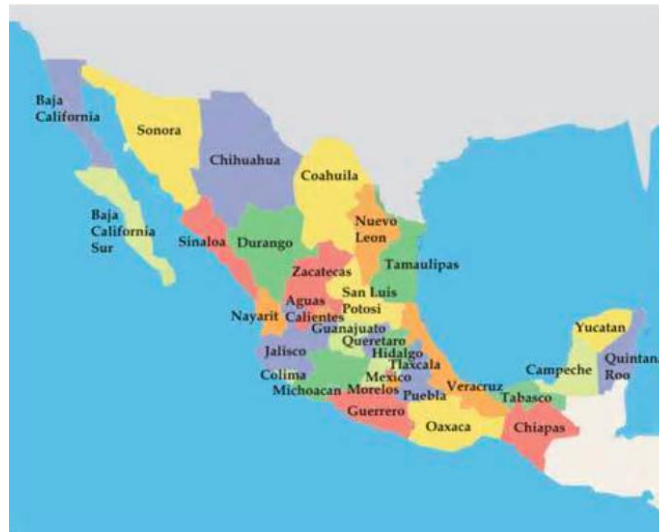 Baja
California
Sonora
Chihuahua
Coahuila
Baja
California
Sur
Sinaloa
Durango
Nuevo
Leon
Tamaulipas
Zacatecas
San Luis
Potosi
Nayarit
Aguas
Calientes
Guanajuato
Queretaro
Hidalgo
Tlaxcala
Jalisco
Colima
Michoacan
Mexico
Morelos
Puebla
Veracruz
Guerrero
Oaxaca
Tabasco
Chiapas
Campeche
Yucatan
Quintana
Roo